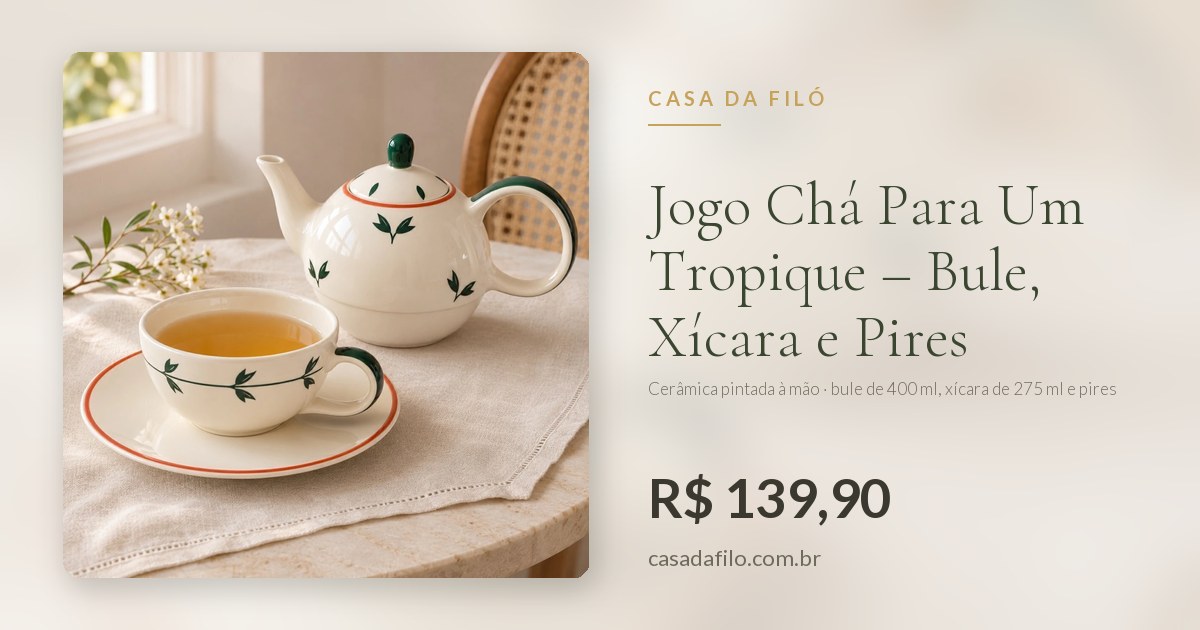 CASA DA FILÓ
Jogo Chá Para Um
Tropique – Bule,
Xícara e Pires
Cerâmica pintada à mão · bule de 400 ml, xícara de 275 ml e pires
R$ 139,90
casadafilo.com.br